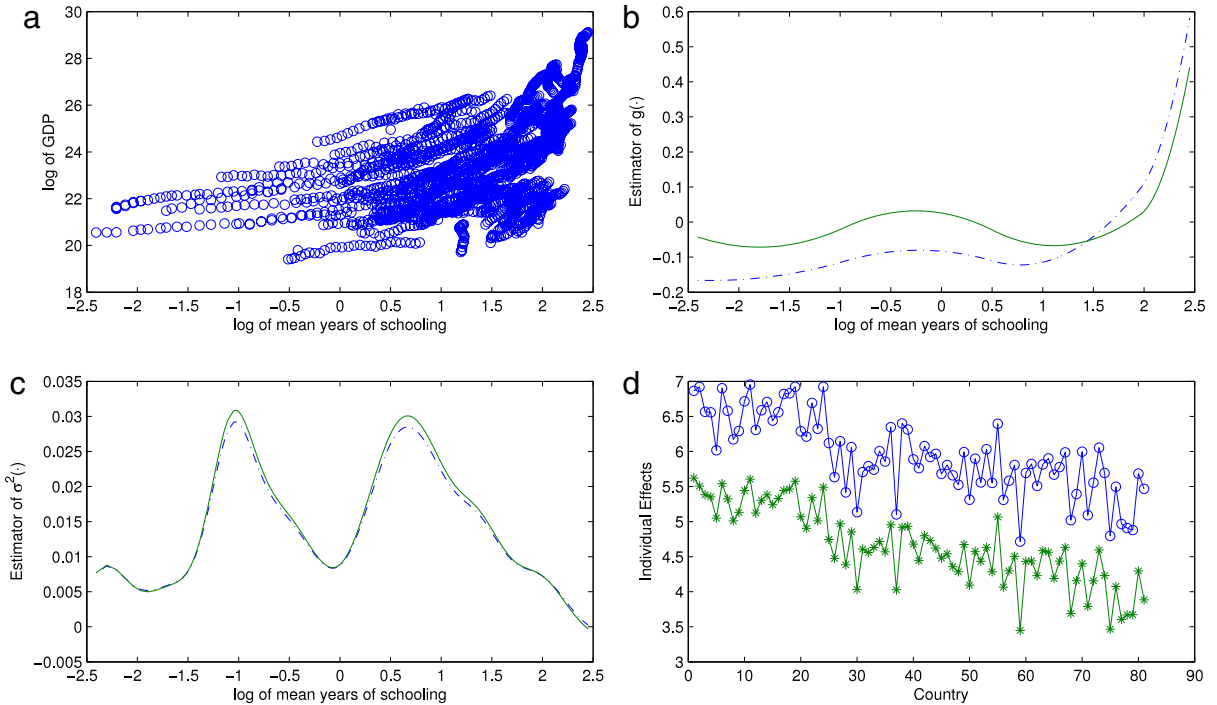 a
30
28
26
24
22
20
18
log of GDP
−2.5 −2 −1.5 −1 −0.5 0 0.5 1 1.5 2 2.5
log of mean years of schooling
b
0.6
0.5
0.4
0.3
0.2
0.1
0
−0.1
−0.2
Estimator of g(·)
−2.5 −2 −1.5 −1 −0.5 0 0.5 1 1.5 2 2.5
log of mean years of schooling
c
0.035
0.03
0.025
0.02
0.015
0.01
0.005
0
−0.005
Estimator of σ²(·)
−2.5 −2 −1.5 −1 −0.5 0 0.5 1 1.5 2 2.5
log of mean years of schooling
d
7
6.5
6
5.5
5
4.5
4
3.5
3
Individual Effects
0 10 20 30 40 50 60 70 80 90
Country